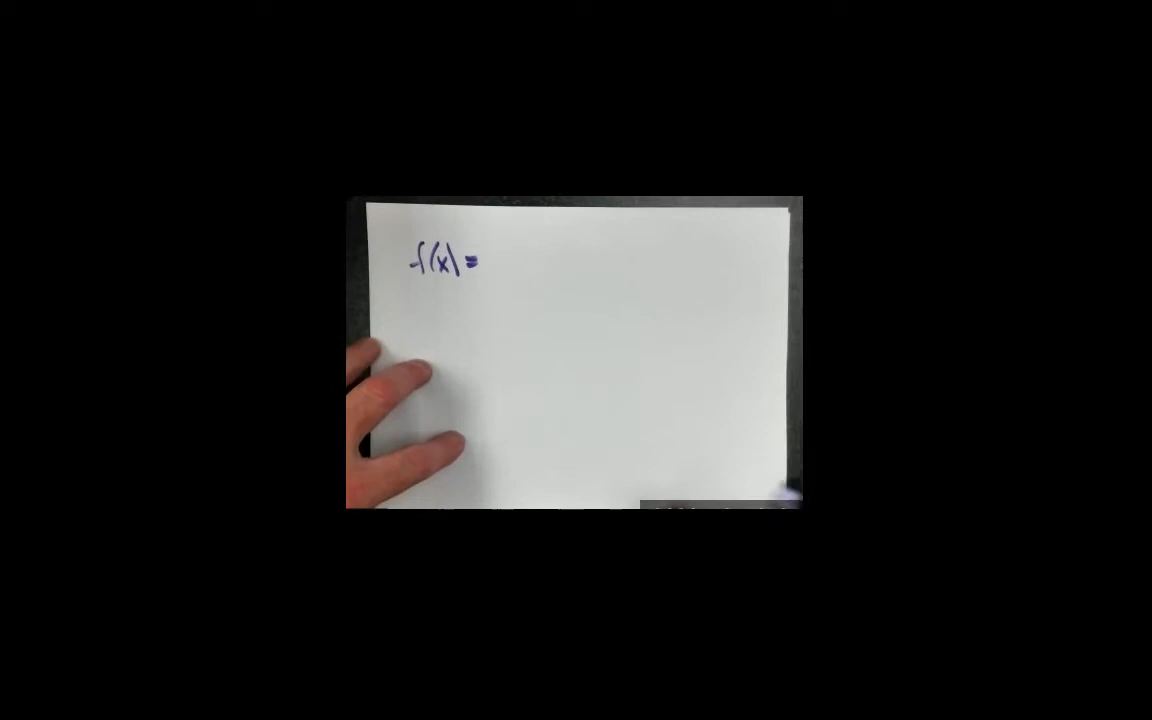 f(x) =